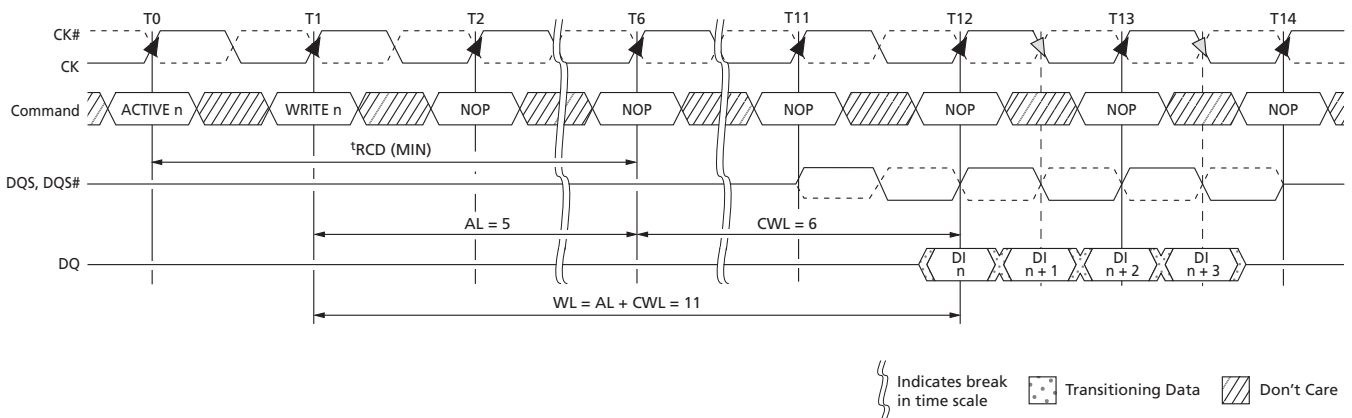 T0 T1 T2 T6 T11 T12 T13 T14
CK#
CK
Command ACTIVE n WRITE n NOP NOP NOP NOP NOP NOP
tRCD (MIN)
DQS, DQS#
AL = 5 CWL = 6
DQ DI n DI n + 1 DI n + 2 DI n + 3
WL = AL + CWL = 11
Indicates break in time scale
Transitioning Data
Don't Care